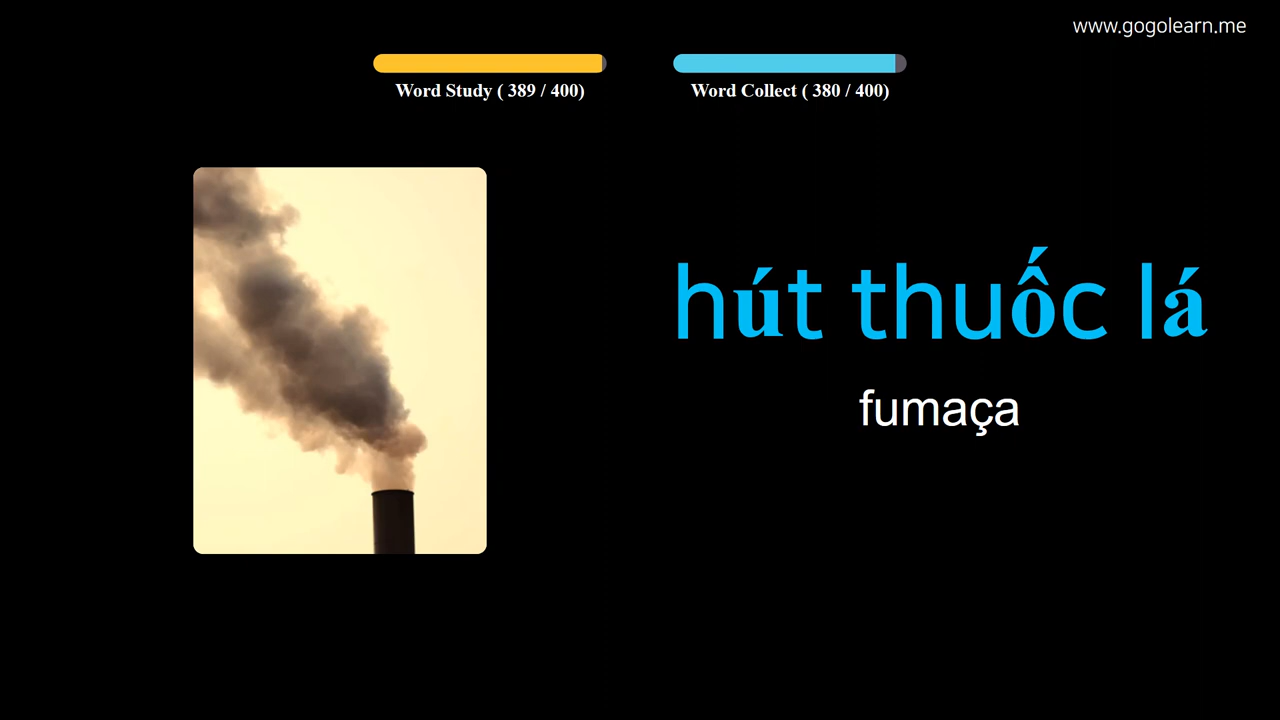 www.gogolearn.me
Word Study ( 389 / 400)
Word Collect ( 380 / 400)
hút thuốc lá
fumaça